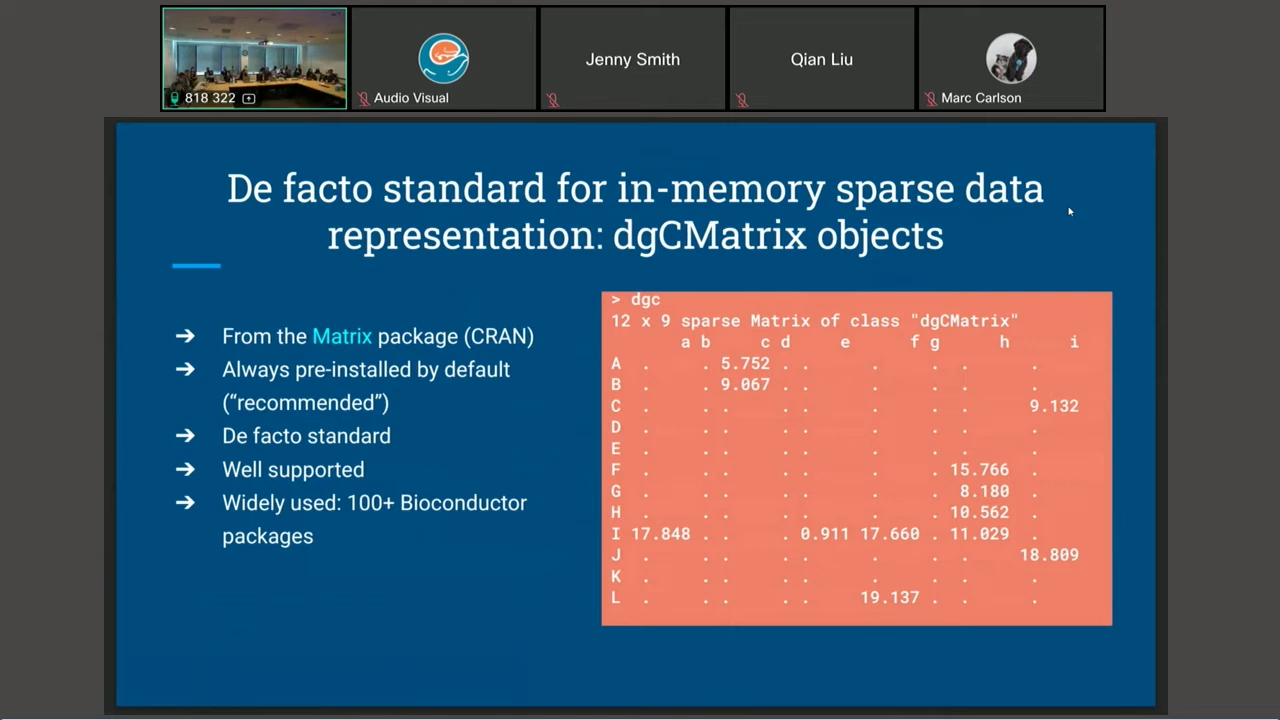 818 322
Audio Visual
Jenny Smith
Qian Liu
Marc Carlson
De facto standard for in-memory sparse data
representation: dgCMatrix objects
➔ From the Matrix package (CRAN)
➔ Always pre-installed by default
(“recommended”)
➔ De facto standard
➔ Well supported
➔ Widely used: 100+ Bioconductor
packages
> dgc
12 x 9 sparse Matrix of class "dgCMatrix"
a b c d e f g h i
A . . 5.752 . . . . . .
B . . 9.067 . . . . . .
C . . . . . . . . 9.132
D . . . . . . . . .
E . . . . . . . . .
F . . . . . . . 15.766 .
G . . . . . . . 8.180 .
H . . . . . . . 10.562 .
I 17.848 . . . 0.911 17.660 . 11.029 .
J . . . . . . . . 18.809
K . . . . . . . . .
L . . . . . 19.137 . . .